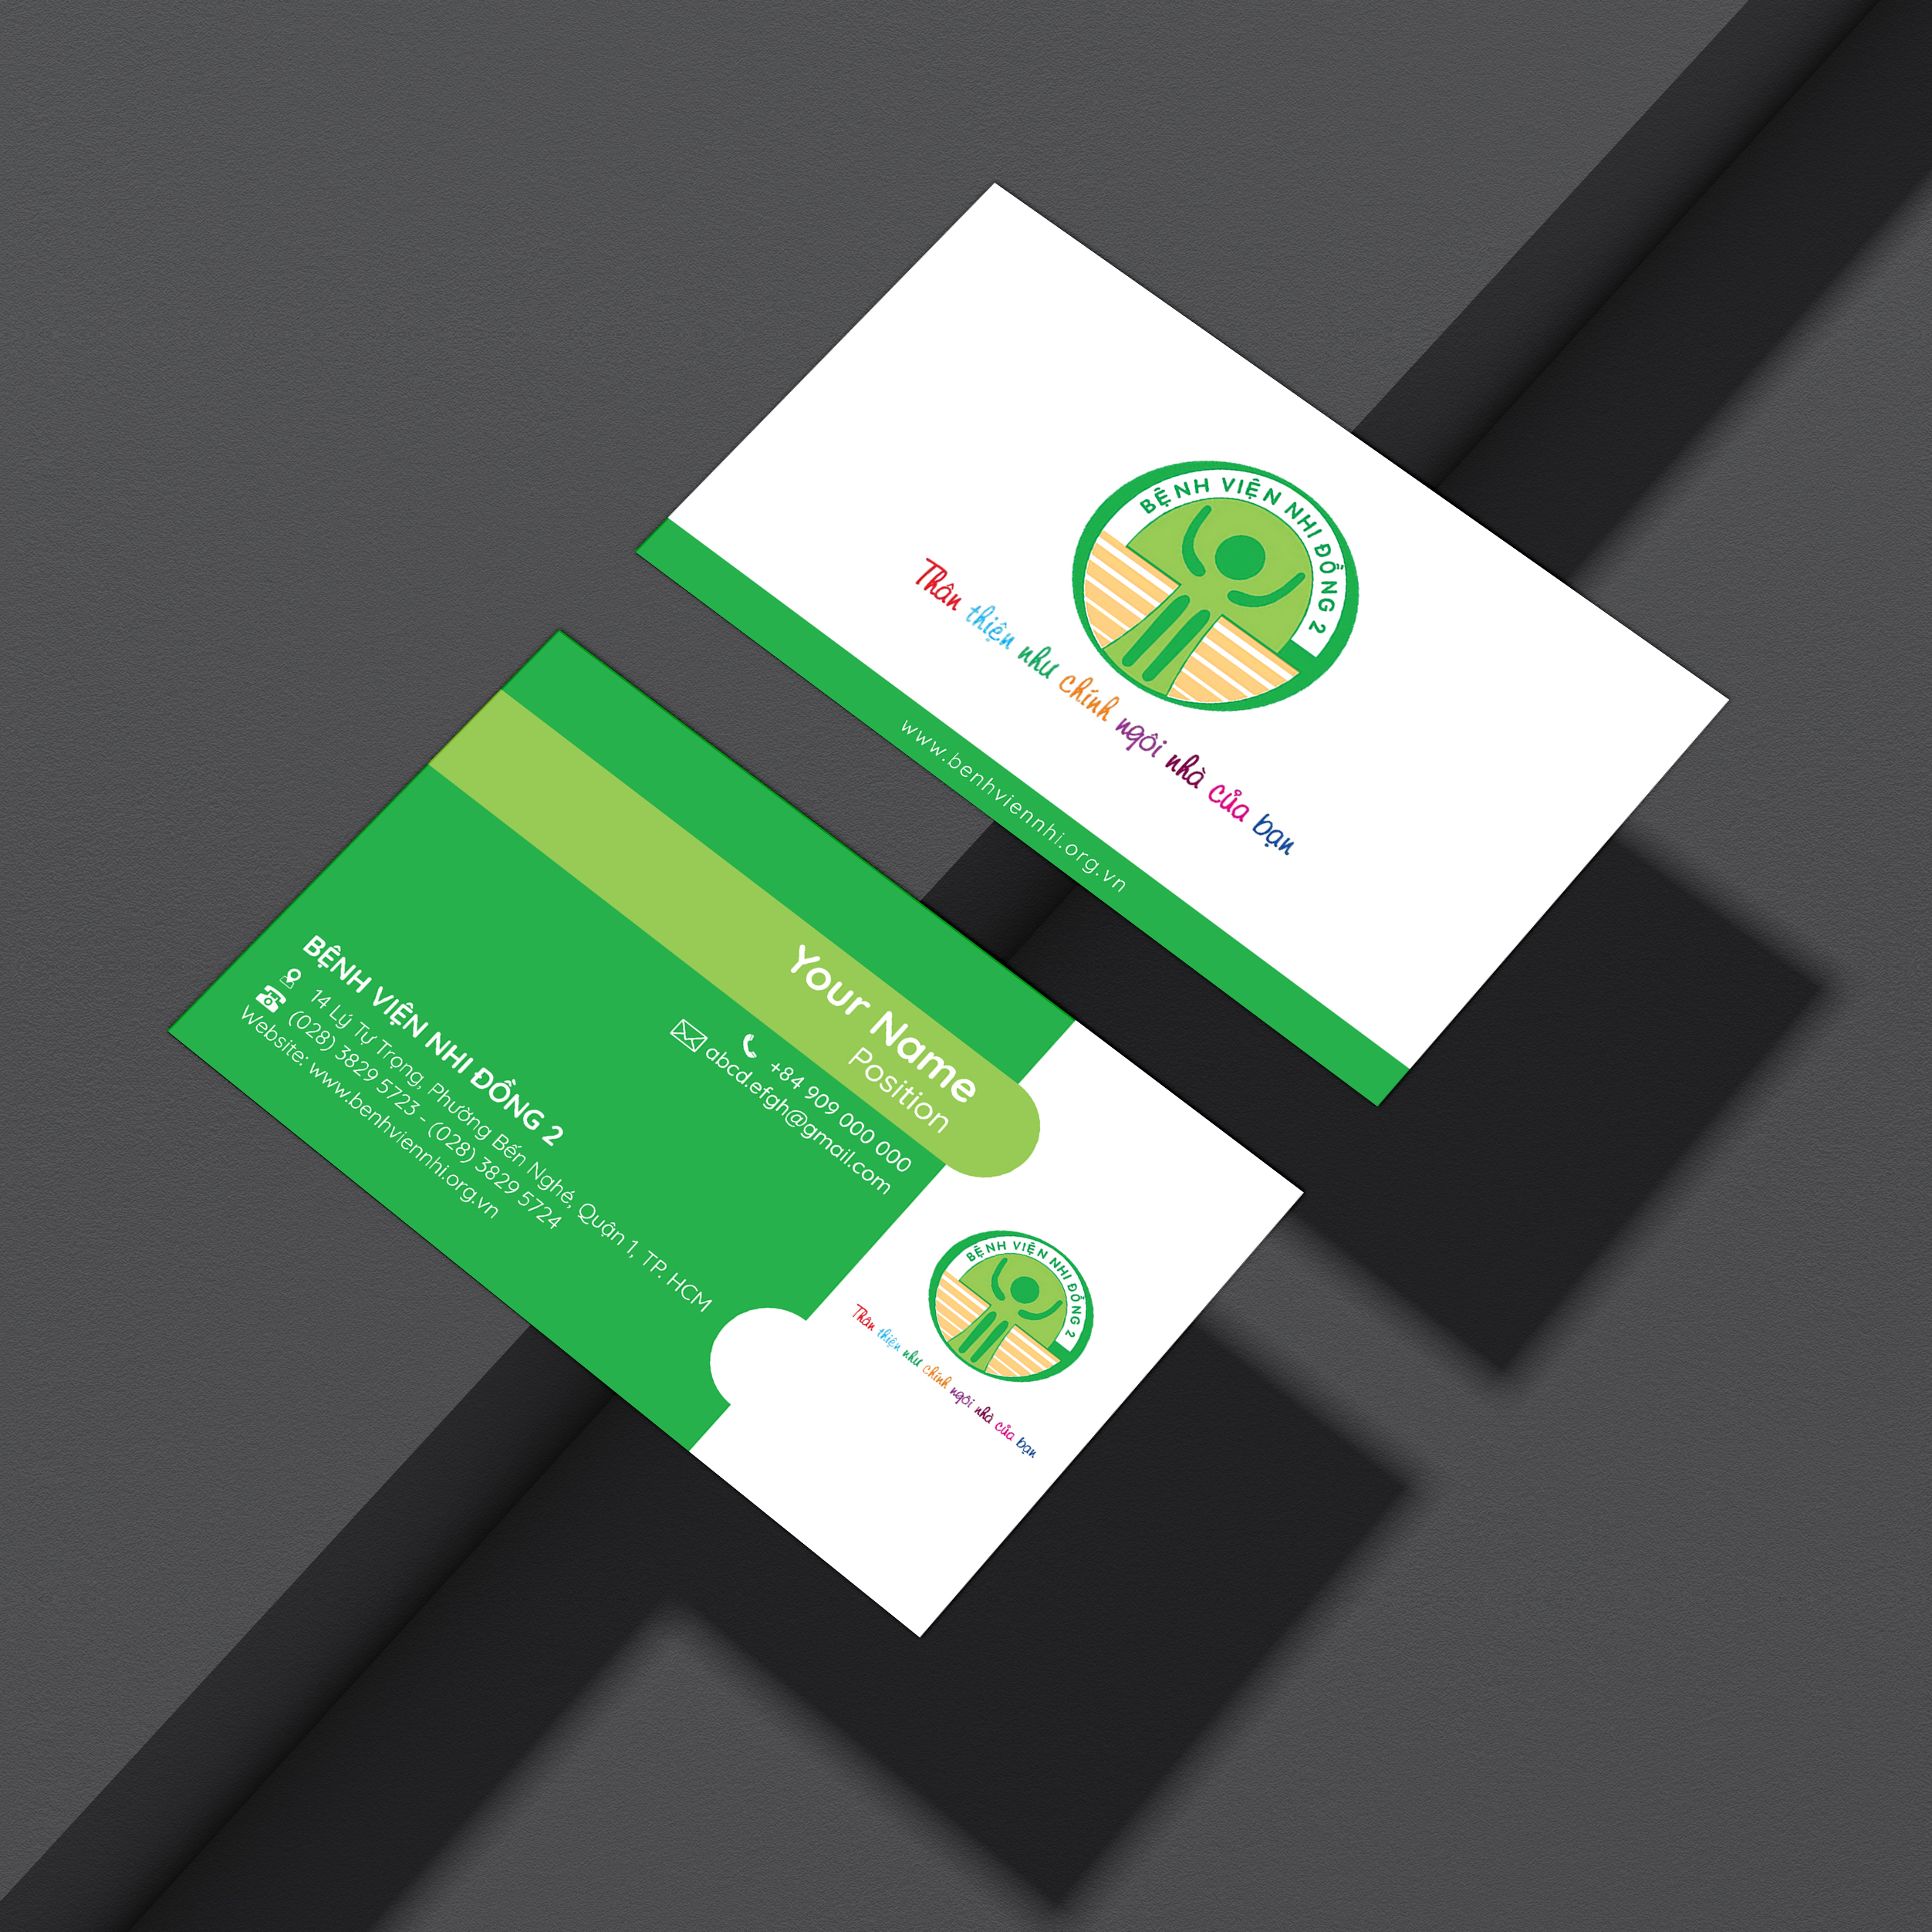 BỆNH VIỆN NHI ĐỒNG 2
Thân thiện như chính ngôi nhà của bạn
www.benhviennhi.org.vn
Your Name
Position
+84 909 000 000
abcd.efgh@gmail.com
BỆNH VIỆN NHI ĐỒNG 2
14 Lý Tự Trọng, Phường Bến Nghé, Quận 1, TP. HCM
(028) 3829 5723 - (028) 3829 5724
Website: www.benhviennhi.org.vn
BỆNH VIỆN NHI ĐỒNG 2
Thân thiện như chính ngôi nhà của bạn